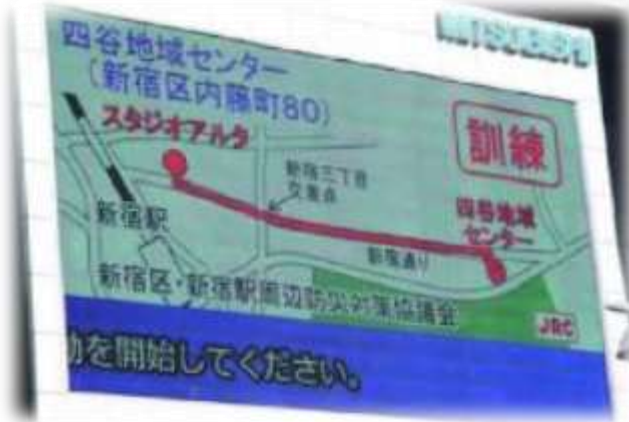 MITSUBISHI
四谷地域センター
(新宿区内藤町80)
スタジオアルタ
訓練
新宿三丁目
交差点
四谷地域
センター
新宿駅
新宿通り
新宿区・新宿駅周辺防災対策協議会
JRC
動を開始してください。